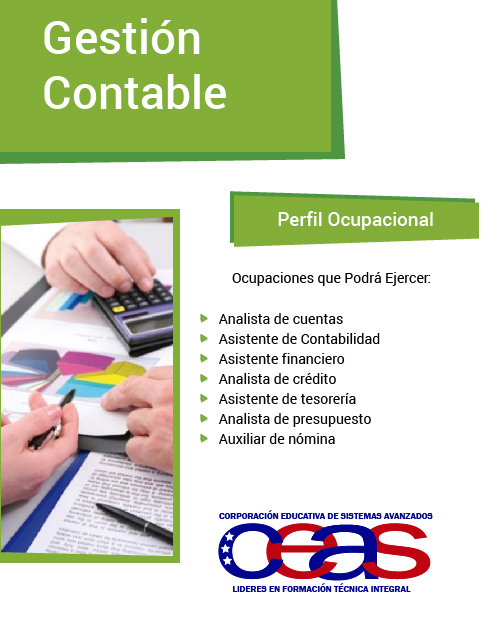 Gestión
Contable
Perfil Ocupacional
Ocupaciones que Podrá Ejercer:
Analista de cuentas
Asistente de Contabilidad
Asistente financiero
Analista de crédito
Asistente de tesorería
Analista de presupuesto
Auxiliar de nómina
CORPORACIÓN EDUCATIVA DE SISTEMAS AVANZADOS
ceas
LIDERES EN FORMACIÓN TÉCNICA INTEGRAL